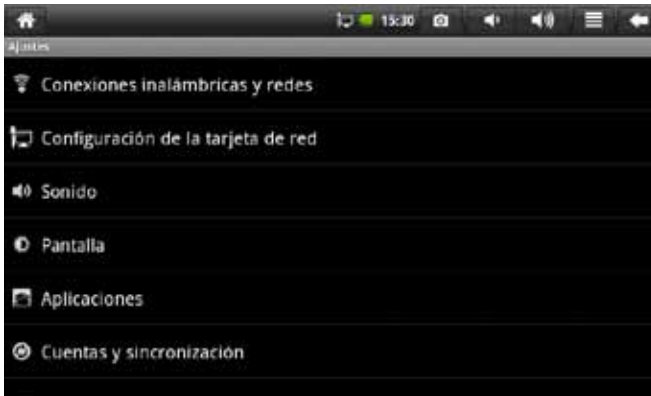 15:30
Ajustes
Conexiones inalámbricas y redes
Configuración de la tarjeta de red
Sonido
Pantalla
Aplicaciones
Cuentas y sincronización